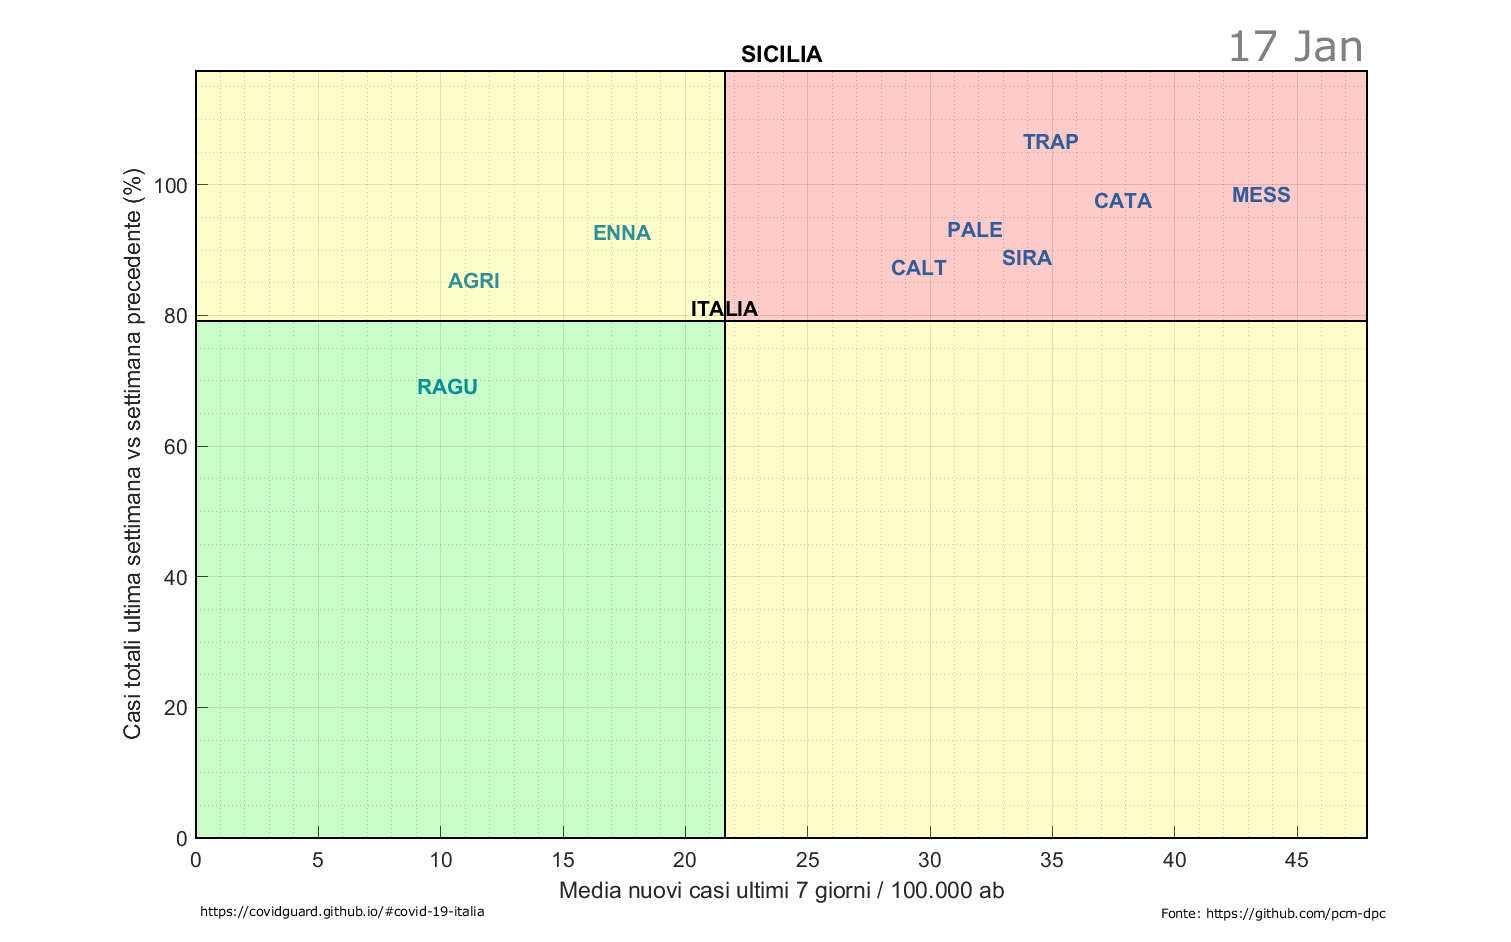 17 Jan
SICILIA
Casi totali ultima settimana vs settimana precedente (%)
100
80
60
40
20
0
TRAP
MESS
CATA
PALE
ENNA
SIRA
CALT
AGRI
ITALIA
RAGU
0 5 10 15 20 25 30 35 40 45
Media nuovi casi ultimi 7 giorni / 100.000 ab
https://covidguard.github.io/#covid-19-italia
Fonte: https://github.com/pcm-dpc